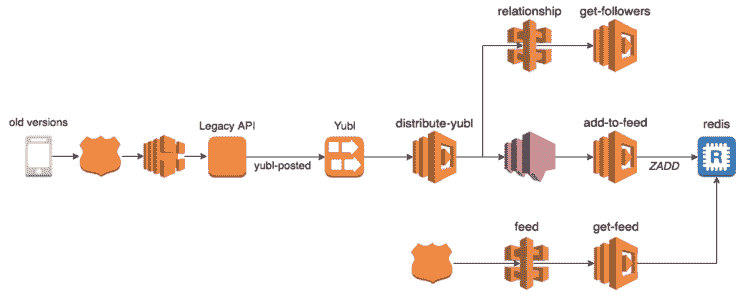 relationship get-followers
old versions
Legacy API
Yubl
distribute-yubl
add-to-feed
redis
yubl-posted
ZADD
R
feed
get-feed